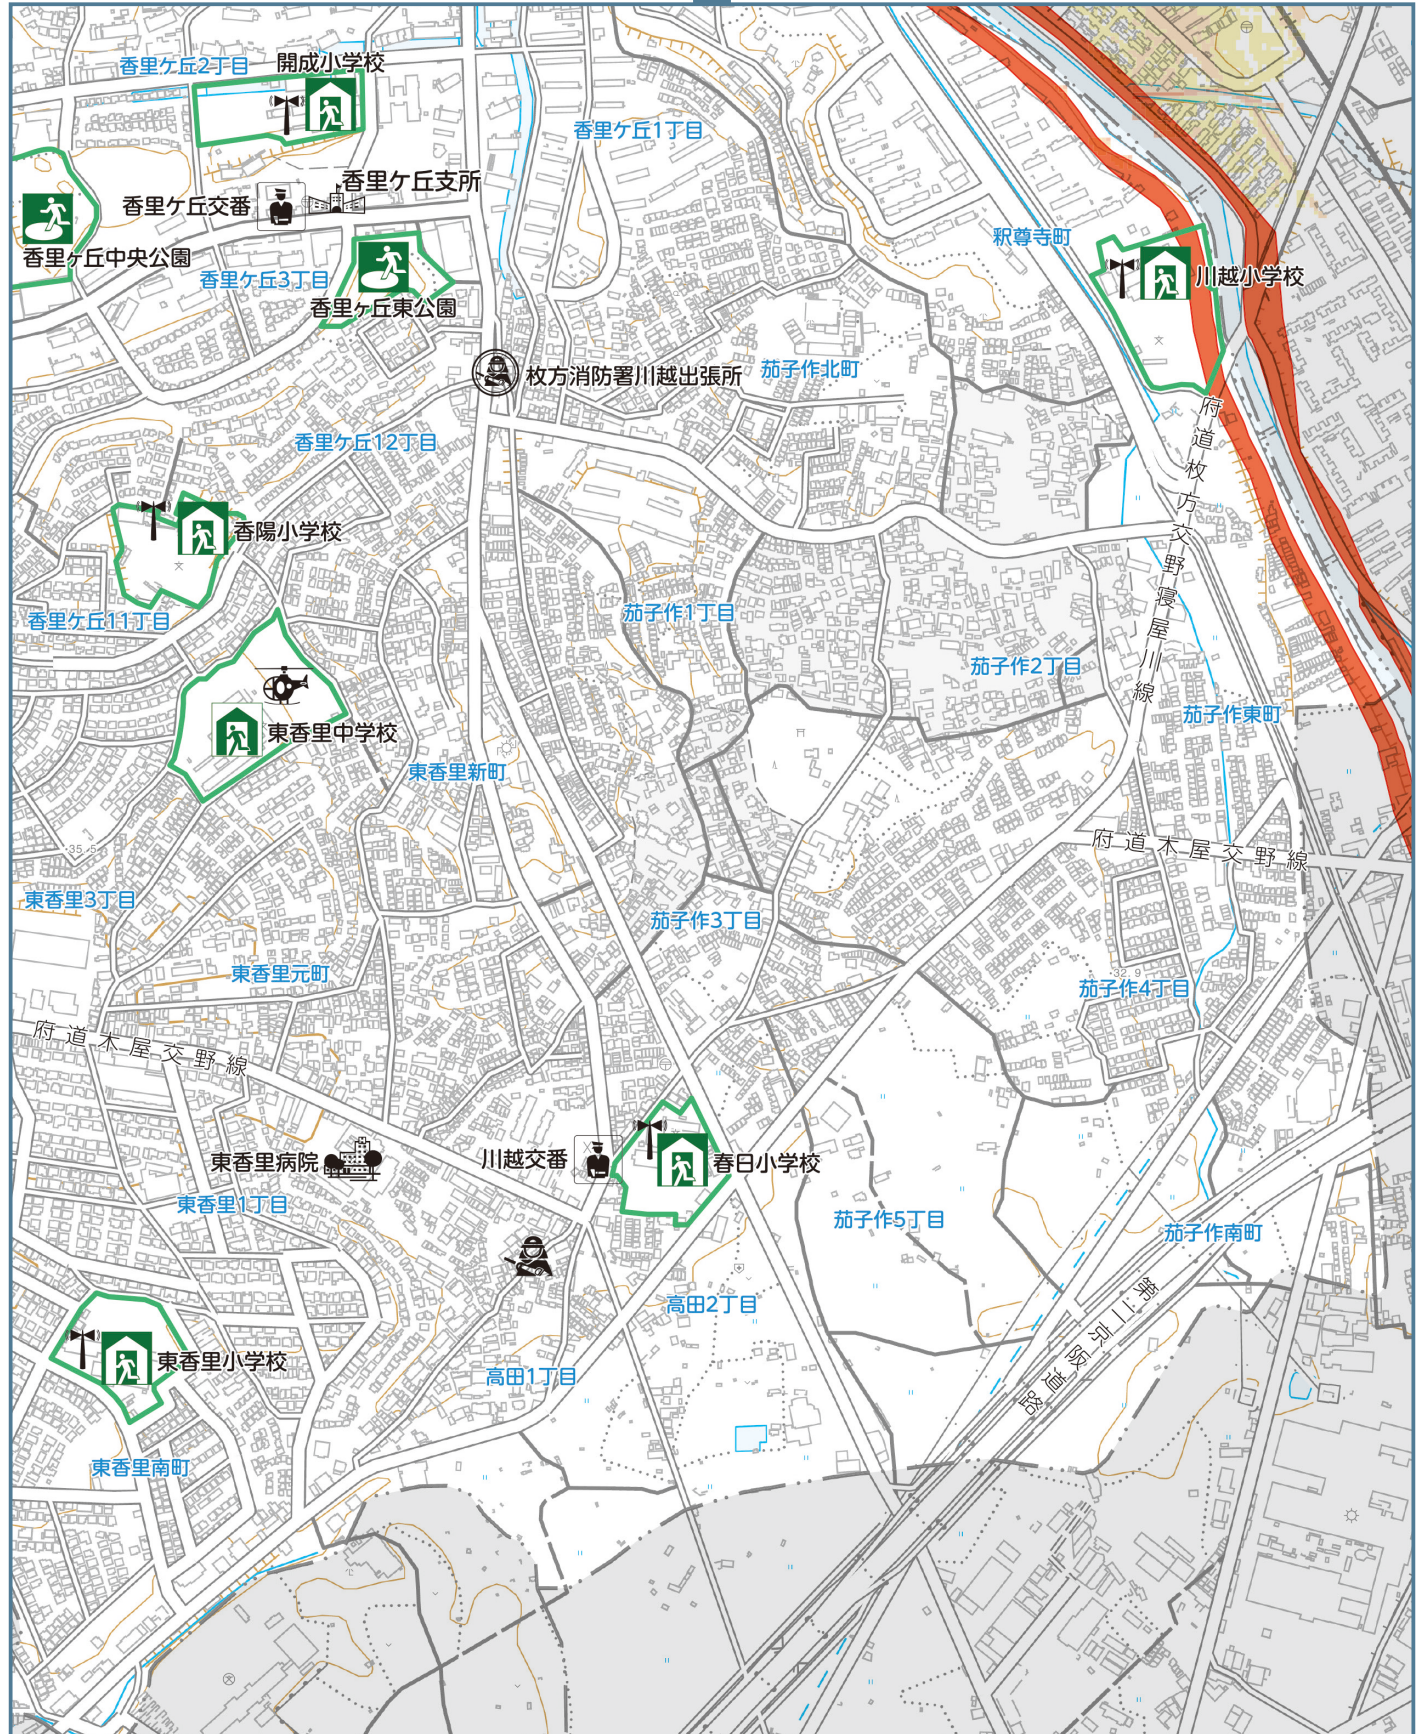 香里ケ丘2丁目
開成小学校
香里ケ丘1丁目
香里ケ丘支所
香里ケ丘交番
香里ケ丘中央公園
香里ケ丘3丁目
香里ヶ丘東公園
釈尊寺町
川越小学校
枚方消防署川越出張所
茄子作北町
香里ケ丘12丁目
府道枚方交野寝屋川線
香陽小学校
香里ケ丘11丁目
茄子作1丁目
茄子作2丁目
茄子作東町
東香里中学校
東香里新町
府道木屋交野線
35.5
東香里3丁目
茄子作3丁目
東香里元町
32.9
茄子作4丁目
府道木屋交野線
東香里病院
川越交番
春日小学校
東香里1丁目
茄子作5丁目
茄子作南町
高田2丁目
第二京阪道路
東香里小学校
高田1丁目
東香里南町